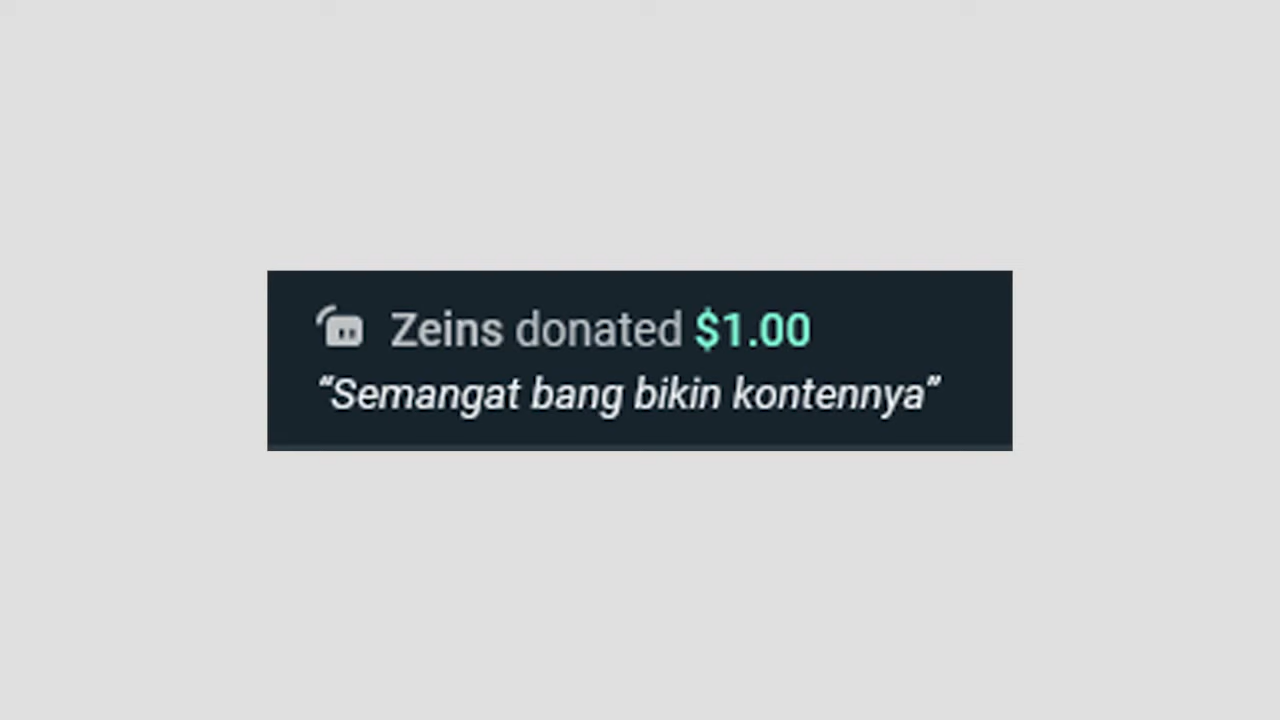 Zeins donated $1.00
“Semangat bang bikin kontennya”